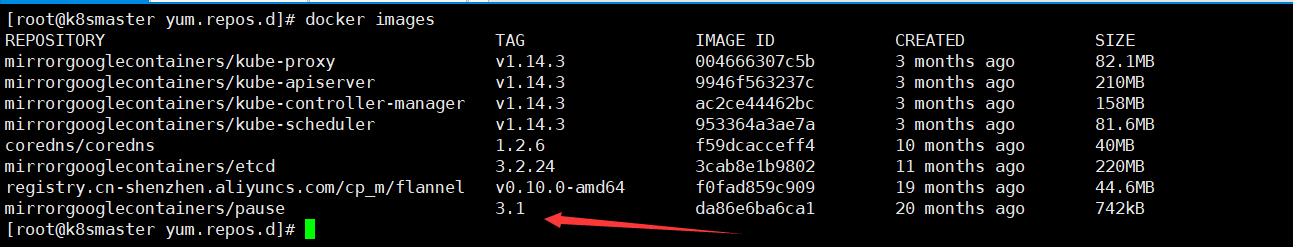 [root@k8smaster yum.repos.d]# docker images
REPOSITORY TAG IMAGE ID CREATED SIZE
mirrorgooglecontainers/kube-proxy v1.14.3 004666307c5b 3 months ago 82.1MB
mirrorgooglecontainers/kube-apiserver v1.14.3 9946f563237c 3 months ago 210MB
mirrorgooglecontainers/kube-controller-manager v1.14.3 ac2ce44462bc 3 months ago 158MB
mirrorgooglecontainers/kube-scheduler v1.14.3 953364a3ae7a 3 months ago 81.6MB
coredns/coredns 1.2.6 f59dcacceff4 10 months ago 40MB
mirrorgooglecontainers/etcd 3.2.24 3cab8e1b9802 11 months ago 220MB
registry.cn-shenzhen.aliyuncs.com/cp_m/flannel v0.10.0-amd64 f0fad859c909 19 months ago 44.6MB
mirrorgooglecontainers/pause 3.1 da86e6ba6ca1 20 months ago 742kB
[root@k8smaster yum.repos.d]#